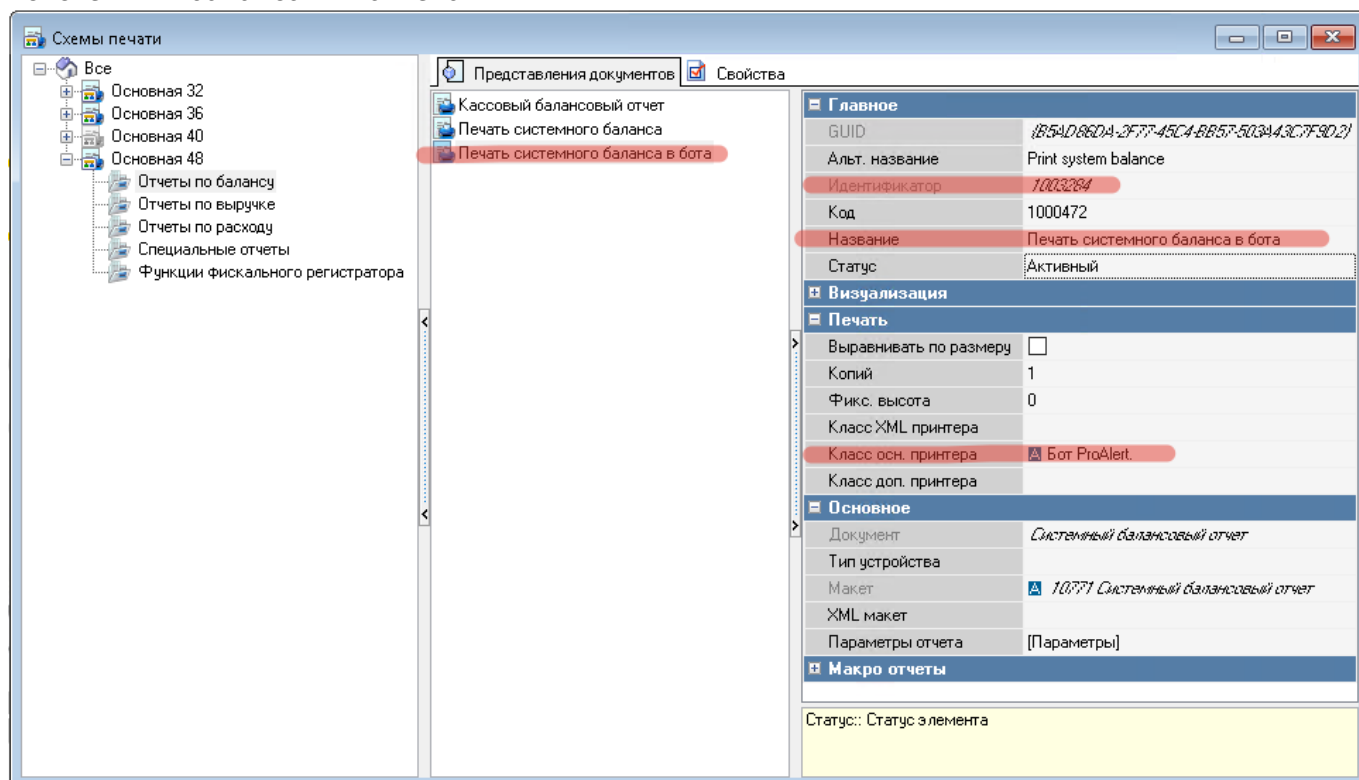 Схемы печати
Все
Основная 32
Основная 36
Основная 40
Основная 48
Отчеты по балансу
Отчеты по выручке
Отчеты по расходу
Специальные отчеты
Функции фискального регистратора
Представления документов
Свойства
Кассовый балансовый отчет
Печать системного баланса
Печать системного баланса в бота
Главное
GUID {B5AD86DA-2F77-45C4-BB57-503A43C7F9D2}
Альт. название Print system balance
Идентификатор 1003284
Код 1000472
Название Печать системного баланса в бота
Статус Активный
Визуализация
Печать
Выравнивать по размеру
Копий 1
Фикс. высота 0
Класс XML принтера
Класс осн. принтера Бот ProAlert.
Класс доп. принтера
Основное
Документ Системный балансовый отчет
Тип устройства
Макет 10771 Системный балансовый отчет
XML макет
Параметры отчета [Параметры]
Макро отчеты
Статус:: Статус элемента